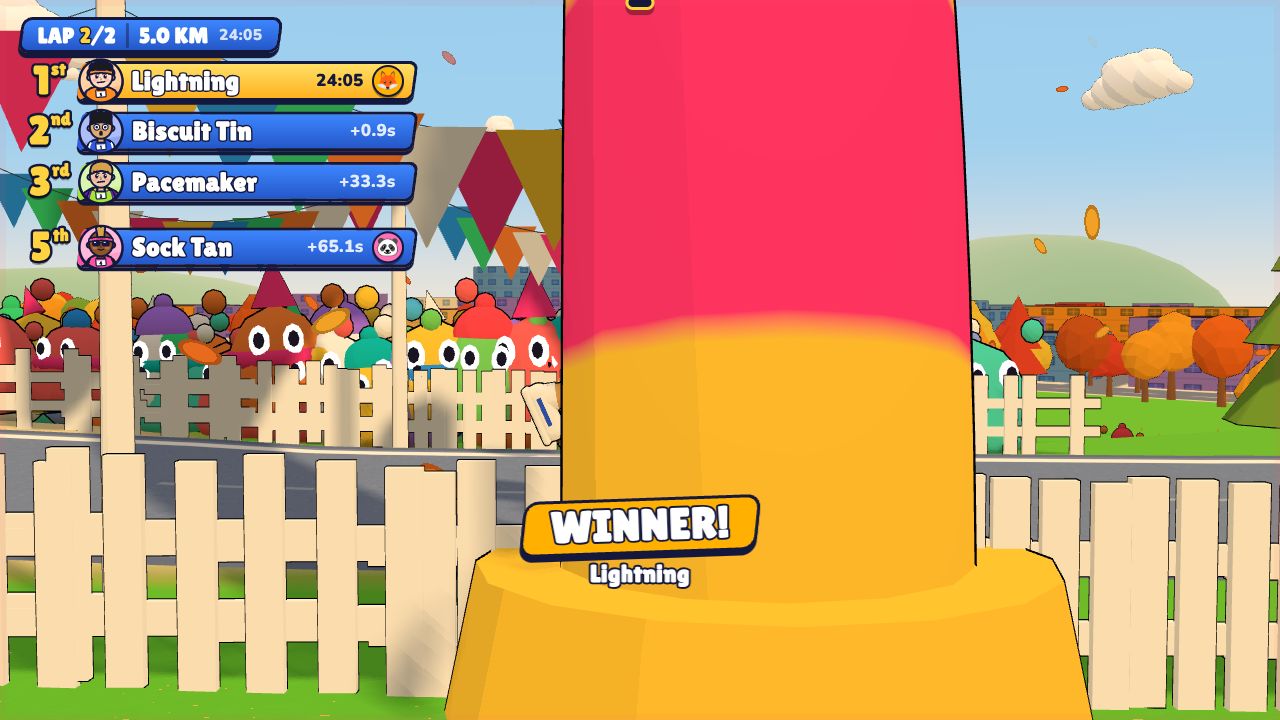 LAP 2/2 5.0 KM 24:05
1st Lightning 24:05
2nd Biscuit Tin +0.9s
3rd Pacemaker +33.3s
5th Sock Tan +65.1s
WINNER!
Lightning